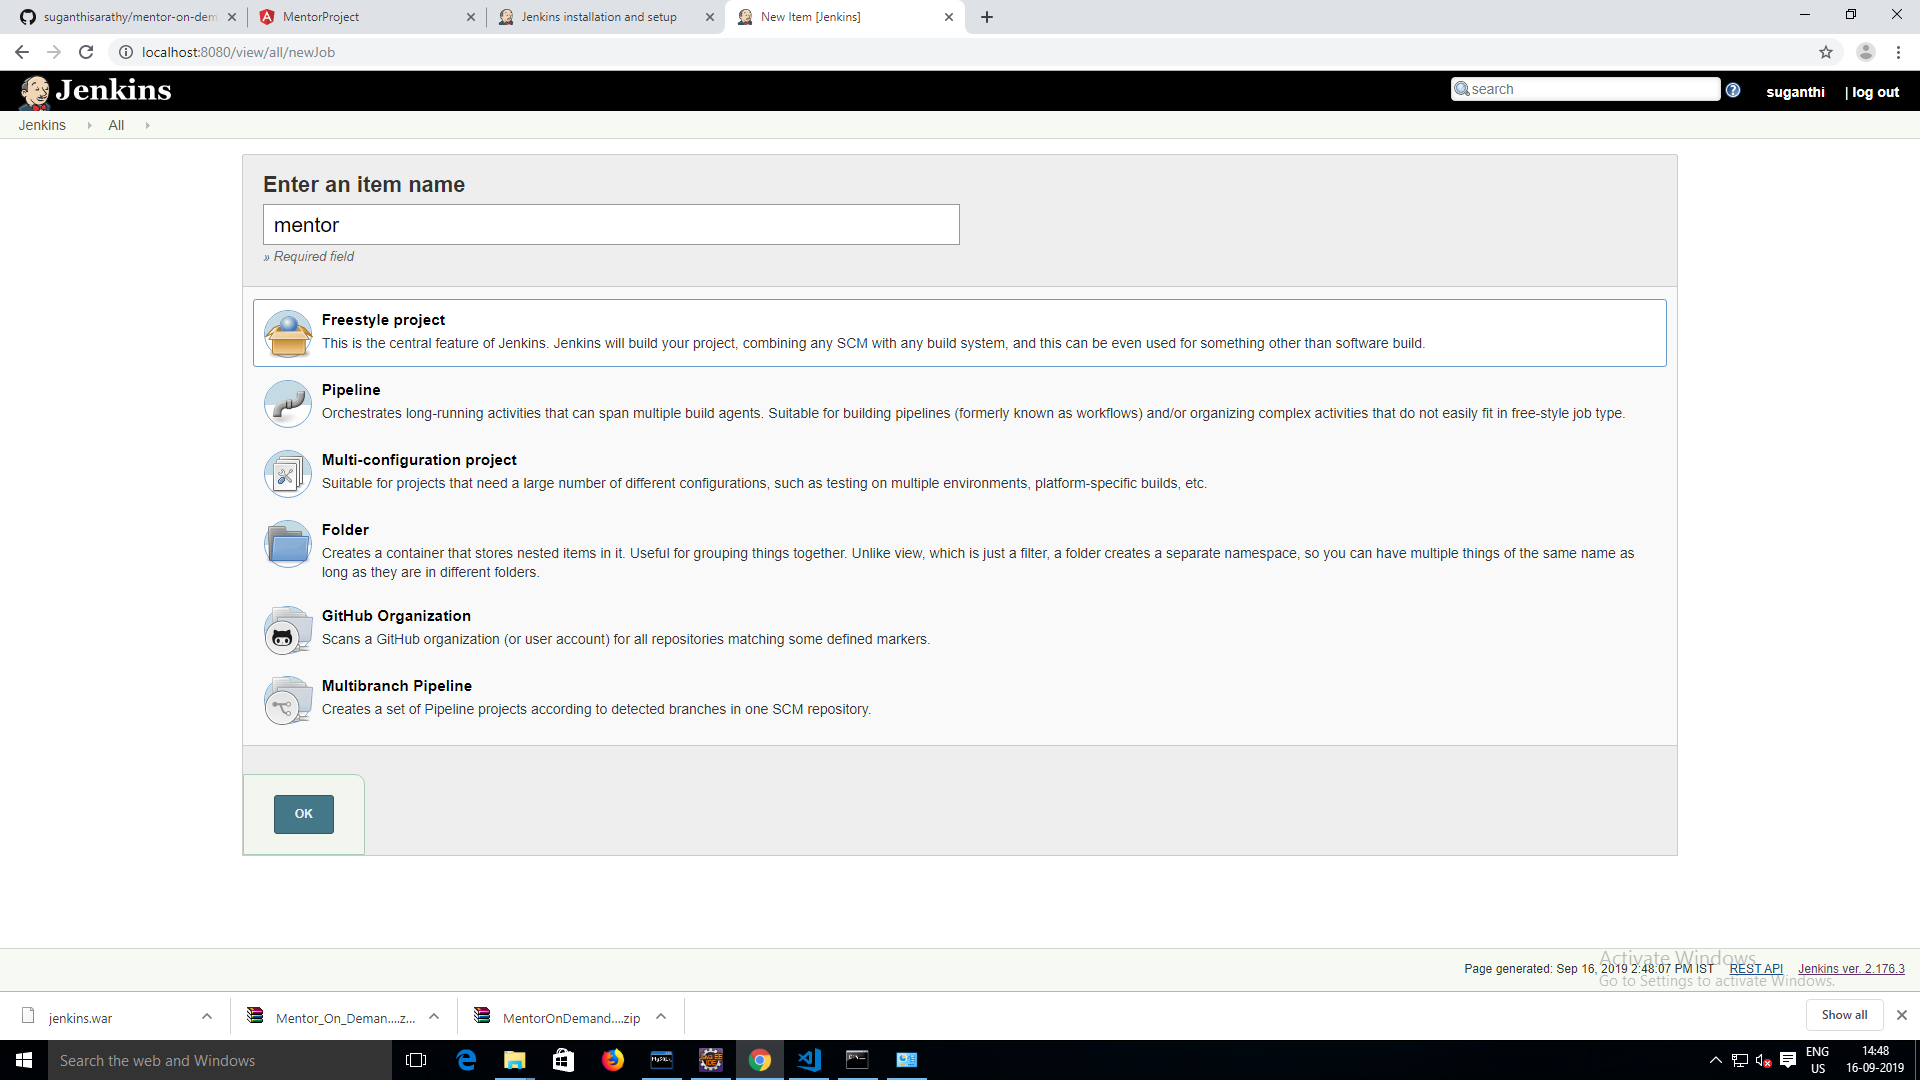 suganthisarathy/mentor-on-dem
MentorProject
Jenkins installation and setup
New Item [Jenkins]
localhost:8080/view/all/newJob
Jenkins
search
suganthi
| log out
Jenkins
All
Enter an item name
mentor
» Required field
Freestyle project
This is the central feature of Jenkins. Jenkins will build your project, combining any SCM with any build system, and this can be even used for something other than software build.
Pipeline
Orchestrates long-running activities that can span multiple build agents. Suitable for building pipelines (formerly known as workflows) and/or organizing complex activities that do not easily fit in free-style job type.
Multi-configuration project
Suitable for projects that need a large number of different configurations, such as testing on multiple environments, platform-specific builds, etc.
Folder
Creates a container that stores nested items in it. Useful for grouping things together. Unlike view, which is just a filter, a folder creates a separate namespace, so you can have multiple things of the same name as
long as they are in different folders.
GitHub Organization
Scans a GitHub organization (or user account) for all repositories matching some defined markers.
Multibranch Pipeline
Creates a set of Pipeline projects according to detected branches in one SCM repository.
OK
Activate Windows
Page generated: Sep 16, 2019 2:48:07 PM IST
REST API
Jenkins ver. 2.176.3
Go to Settings to activate Windows.
jenkins.war
Mentor_On_Deman....z...
MentorOnDemand....zip
Show all
Search the web and Windows
ENG
US
14:48
16-09-2019